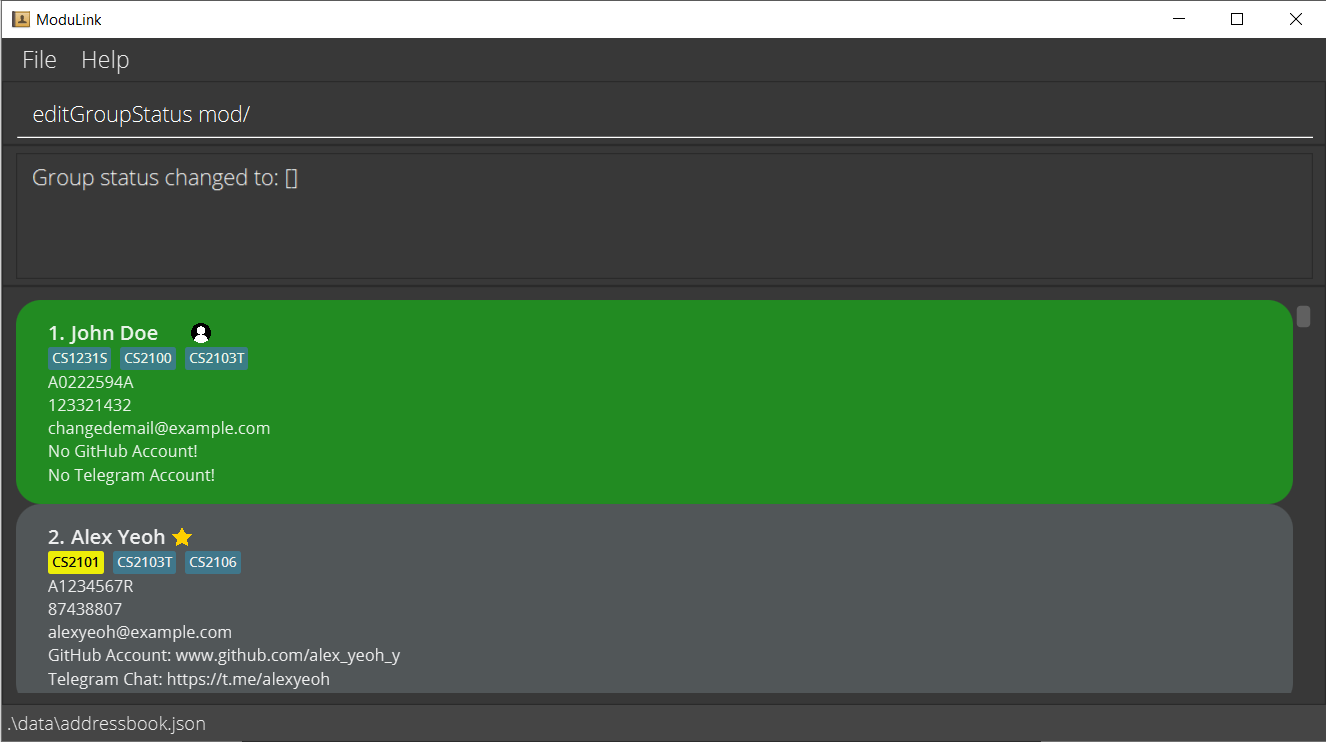 ModuLink
File Help
editGroupStatus mod/
Group status changed to: []
1. John Doe
CS1231S CS2100 CS2103T
A0222594A
123321432
changedemail@example.com
No GitHub Account!
No Telegram Account!
2. Alex Yeoh
CS2101 CS2103T CS2106
A1234567R
87438807
alexyeoh@example.com
GitHub Account: www.github.com/alex_yeoh_y
Telegram Chat: https://t.me/alexyeoh
.\data\addressbook.json